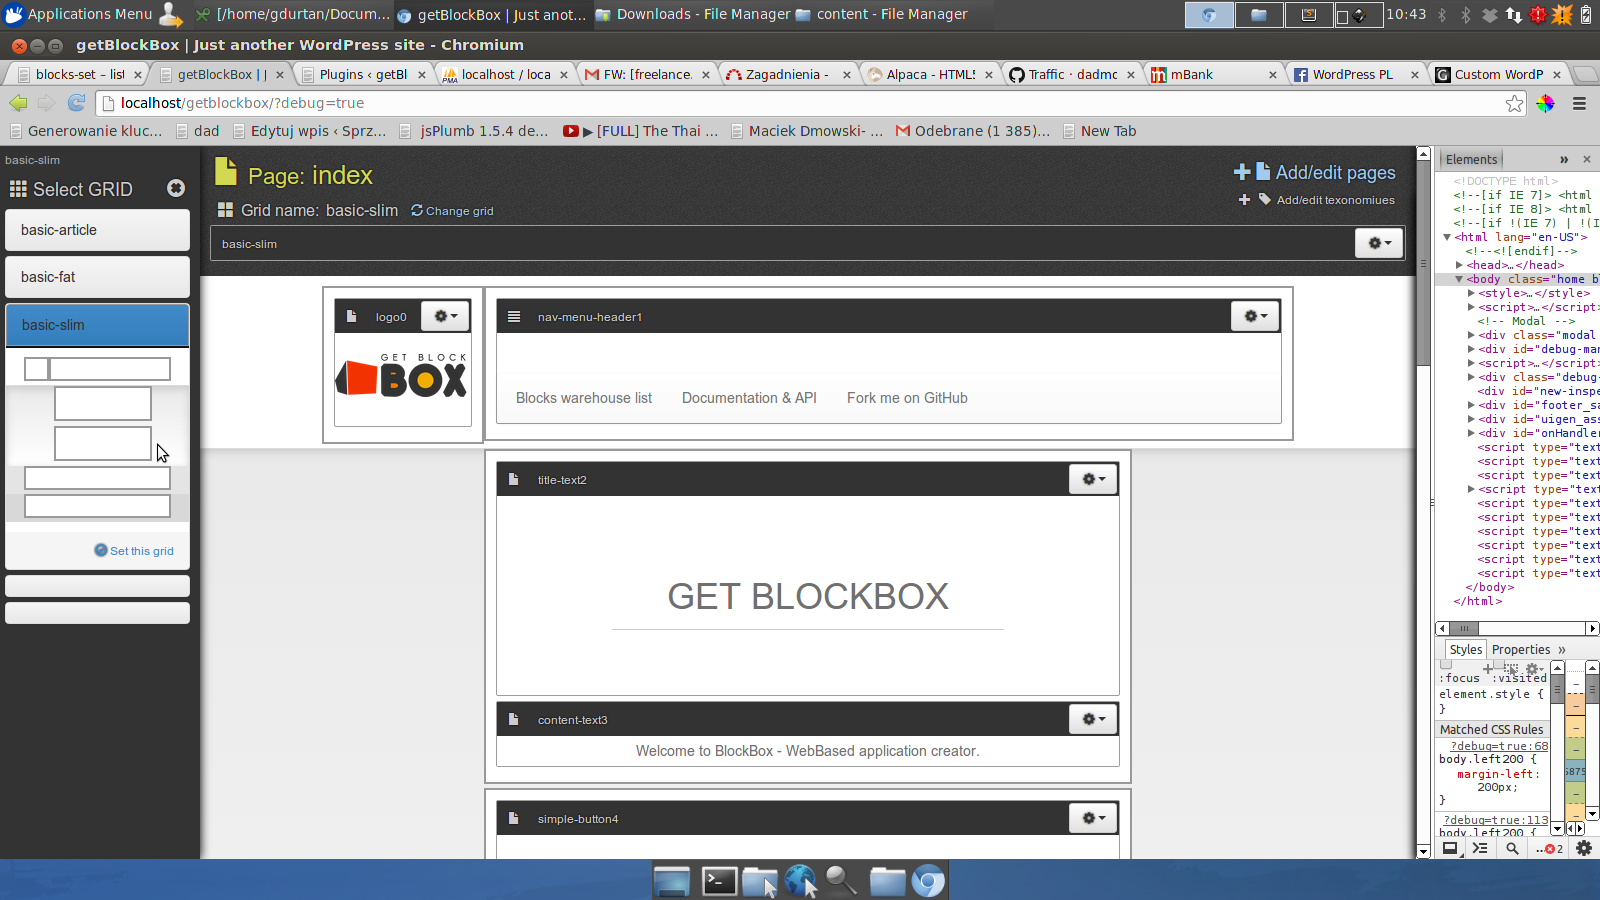 Applications Menu
[/home/gdurtan/Docum...
getBlockBox | Just anot...
Downloads - File Manager
content - File Manager
10:43
getBlockBox | Just another WordPress site - Chromium
blocks-set – list
getBlockBox | J
Plugins ‹ getBl
localhost / loca
FW: [freelance.
Zagadnienia -
Alpaca - HTML5
Traffic · dadmc
mBank
WordPress PL
Custom WordP
localhost/getblockbox/?debug=true
Generowanie kluc...
dad
Edytuj wpis ‹ Sprz...
jsPlumb 1.5.4 de...
▶ [FULL] The Thai ...
Maciek Dmowski- ...
Odebrane (1 385)...
New Tab
basic-slim
Select GRID
basic-article
basic-fat
basic-slim
Set this grid
Page: index
Add/edit pages
Grid name: basic-slim
Change grid
Add/edit texonomiues
basic-slim
logo0
GET BLOCK
BOX
nav-menu-header1
Blocks warehouse list
Documentation & API
Fork me on GitHub
title-text2
GET BLOCKBOX
content-text3
Welcome to BlockBox - WebBased application creator.
simple-button4
Elements
»
<!DOCTYPE html>
<!--[if IE 7]> <html
<!--[if IE 8]> <html
<!--[if !(IE 7) | !(I
<html lang="en-US">
<!--<![endif]-->
<head>…</head>
<body class="home b
<style>…</style>
<script>…</script>
<!-- Modal -->
<div class="modal
<div id="debug-mar
<script>…</script>
<div class="debug-
<div id="new-inspe
<div id="footer_sa
<div id="uigen_ass
<div id="onHandler
<script type="text
<script type="text
<script type="text
<script type="text
<script type="text
<script type="text
<script type="text
<script type="text
<script type="text
<script type="text
</body>
</html>
Styles
Properties
»
:focus :visited
element.style {
}
Matched CSS Rules
?debug=true:68
body.left200 {
margin-left:
200px;
}
?debug=true:113
body.left200 {
2